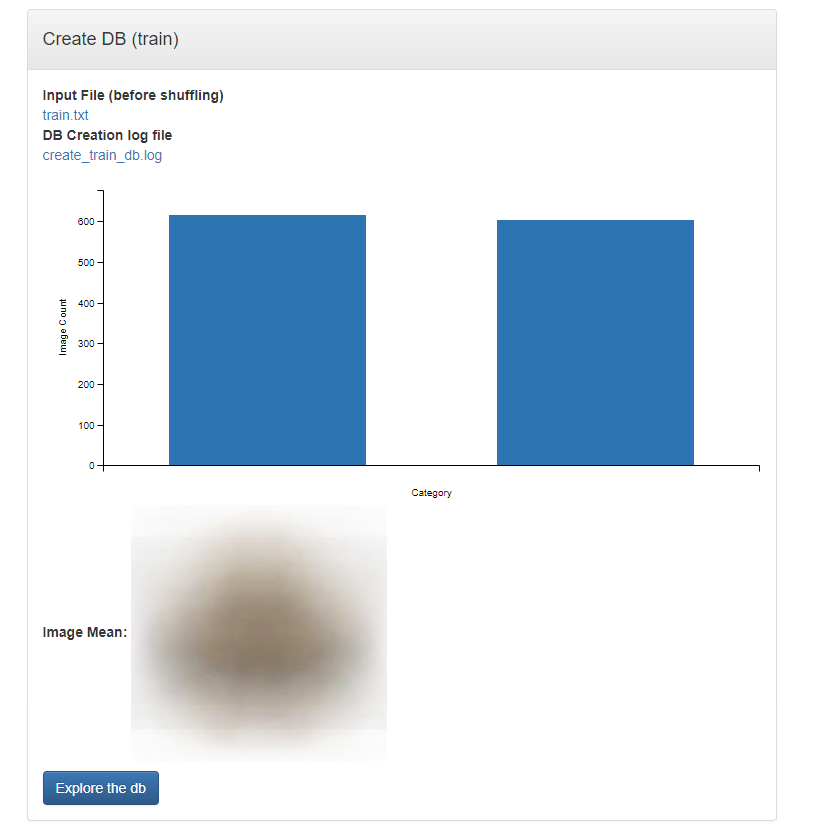 Create DB (train)
Input File (before shuffling)
train.txt
DB Creation log file
create_train_db.log
600
500
400
300
200
100
0
Image Count
Category
Image Mean:
Explore the db